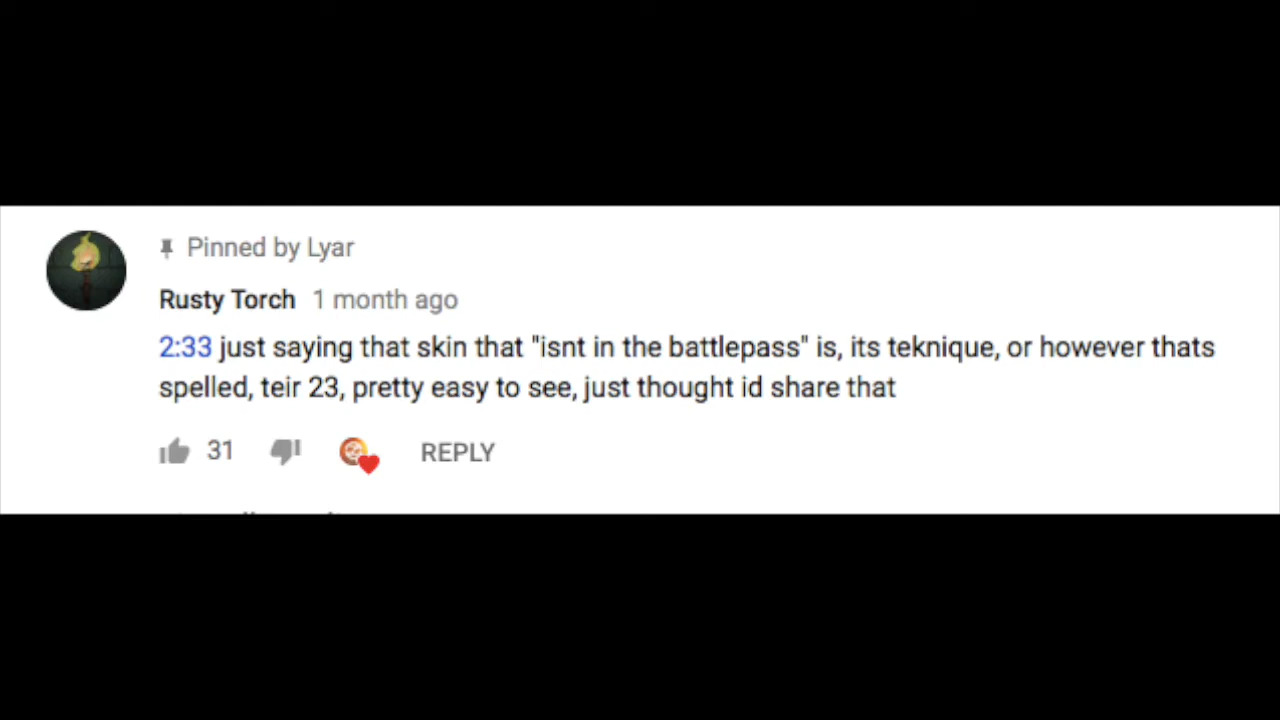 Pinned by Lyar
Rusty Torch 1 month ago
2:33 just saying that skin that "isnt in the battlepass" is, its teknique, or however thats
spelled, teir 23, pretty easy to see, just thought id share that
31 REPLY